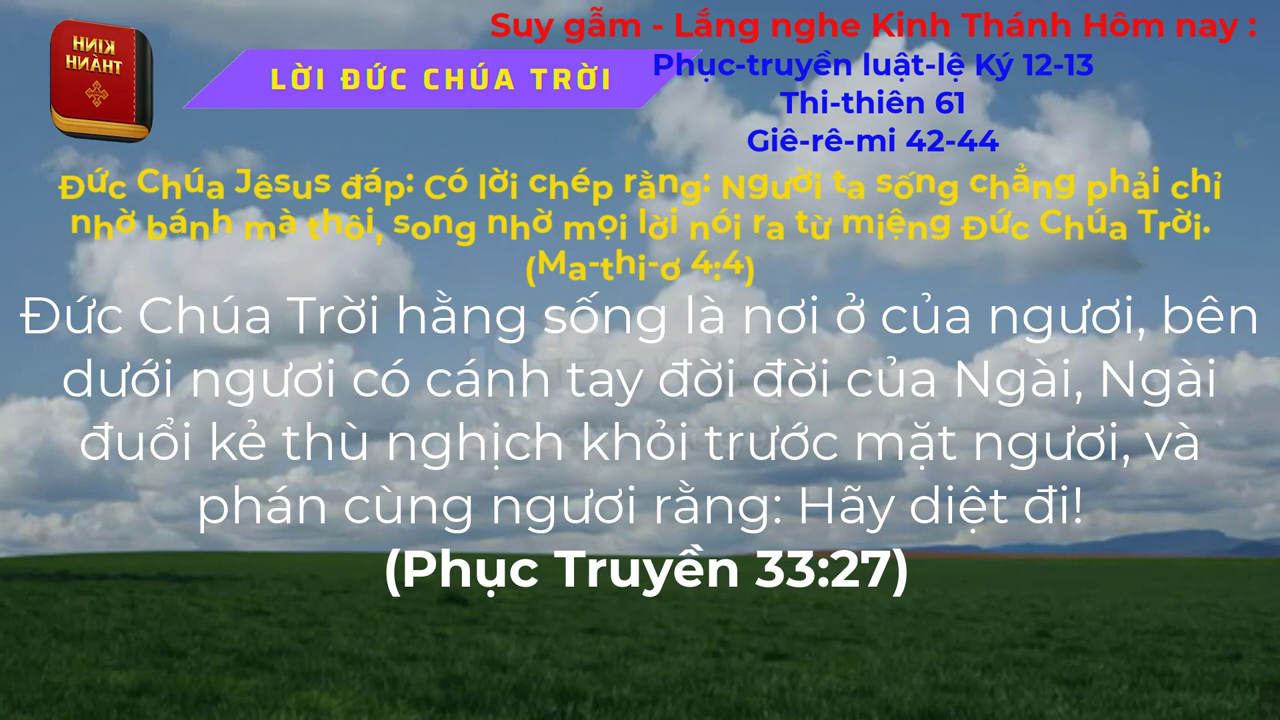 Suy gẫm - Lắng nghe Kinh Thánh Hôm nay :
KINH
THÀNH
LỜI ĐỨC CHÚA TRỜI
Phục-truyền luật-lệ Ký 12-13
Thi-thiên 61
Giê-rê-mi 42-44
Đức Chúa Jêsus đáp: Có lời chép rằng: Người ta sống chẳng phải chỉ
nhờ bánh mà thôi, song nhờ mọi lời nói ra từ miệng Đức Chúa Trời.
(Ma-thi-ơ 4:4)
Đức Chúa Trời hằng sống là nơi ở của ngươi, bên
dưới ngươi có cánh tay đời đời của Ngài, Ngài
đuổi kẻ thù nghịch khỏi trước mặt ngươi, và
phán cùng ngươi rằng: Hãy diệt đi!
(Phục Truyền 33:27)